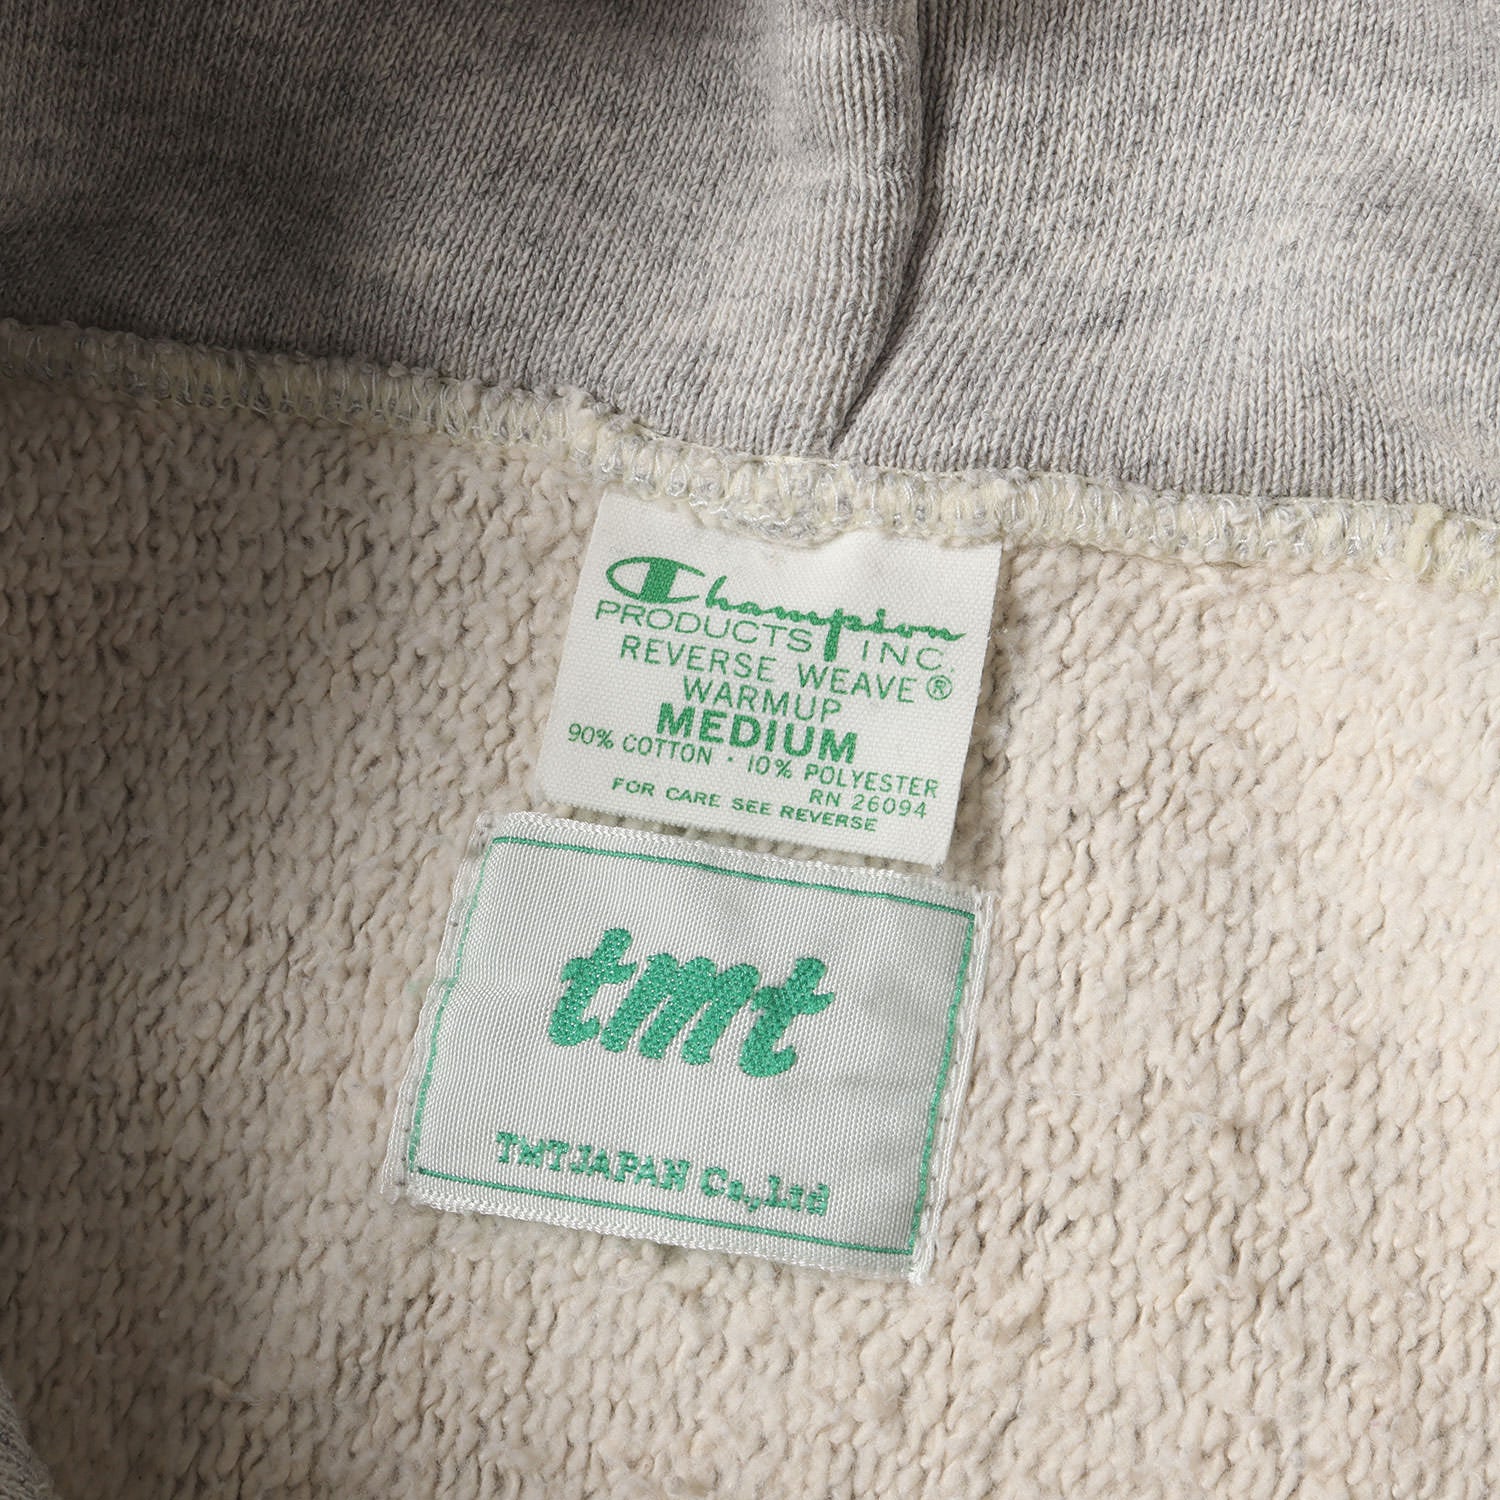 Champion
PRODUCTS INC.
REVERSE WEAVE®
WARMUP
MEDIUM
90% COTTON · 10% POLYESTER
RN 26094
FOR CARE SEE REVERSE
tmt
TMT JAPAN Co,.Ltd